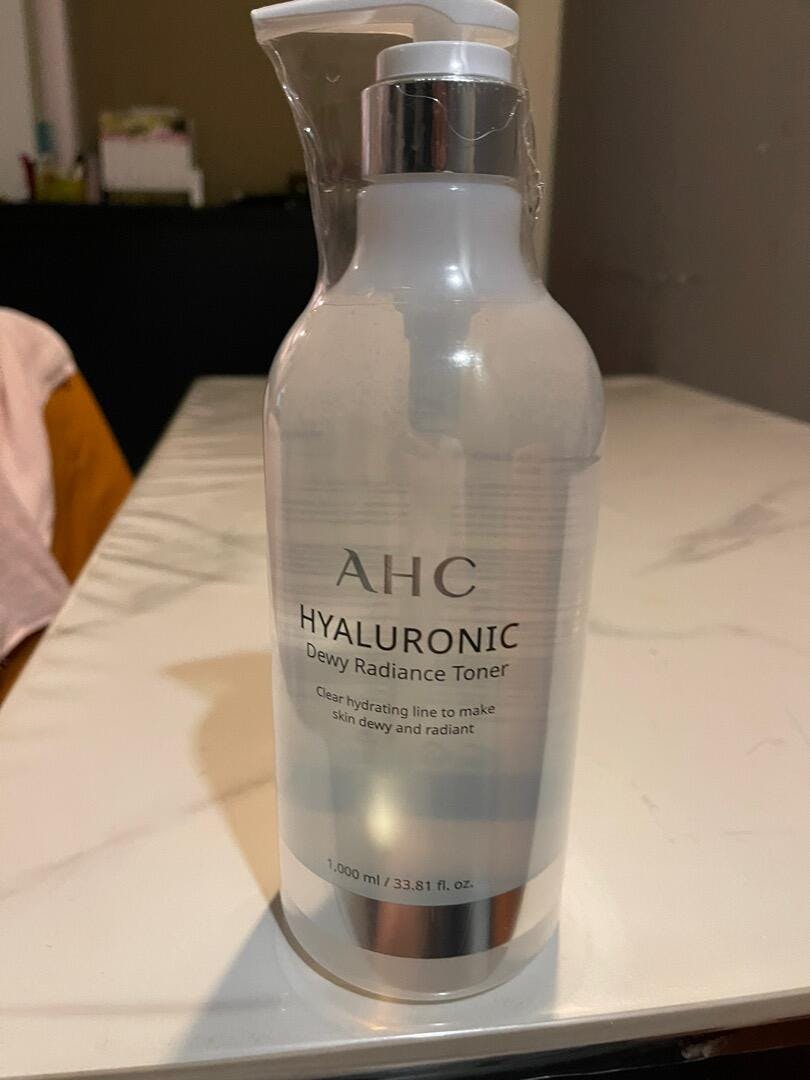 AHC
HYALURONIC
Dewy Radiance Toner
Clear hydrating line to make
skin dewy and radiant
1,000 ml / 33.81 fl. oz.